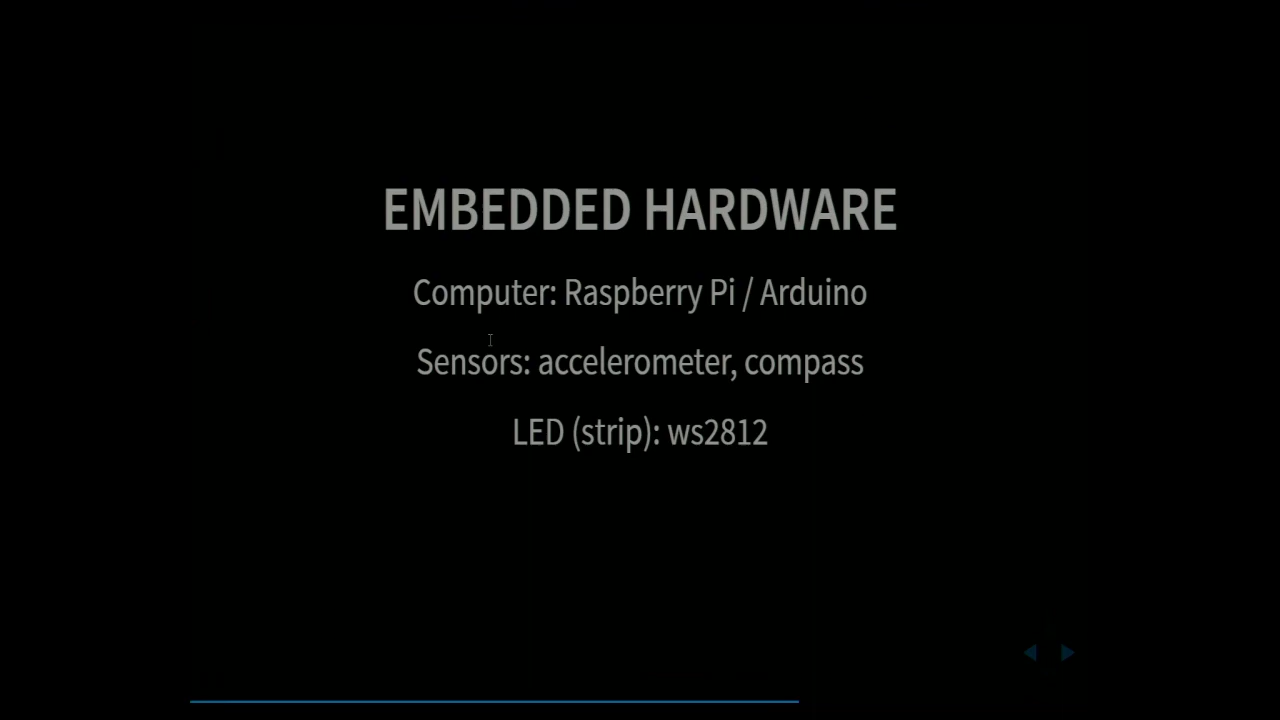 EMBEDDED HARDWARE
Computer: Raspberry Pi / Arduino
Sensors: accelerometer, compass
LED (strip): ws2812